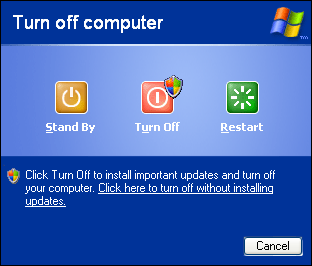 Turn off computer
Stand By
Turn Off
Restart
Click Turn Off to install important updates and turn off
your computer. Click here to turn off without installing
updates.
Cancel